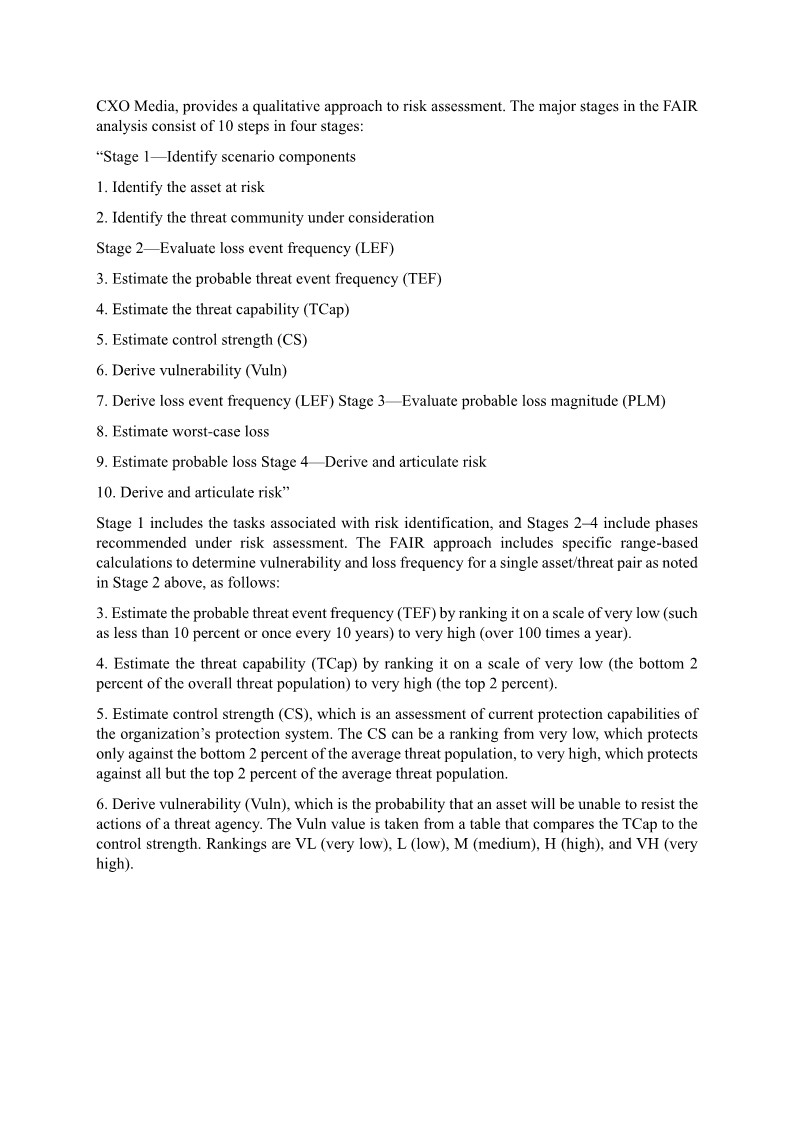 CXO Media, provides a qualitative approach to risk assessment. The major stages in the FAIR
analysis consist of 10 steps in four stages:
“Stage 1—Identify scenario components
1. Identify the asset at risk
2. Identify the threat community under consideration
Stage 2—Evaluate loss event frequency (LEF)
3. Estimate the probable threat event frequency (TEF)
4. Estimate the threat capability (TCap)
5. Estimate control strength (CS)
6. Derive vulnerability (Vuln)
7. Derive loss event frequency (LEF) Stage 3—Evaluate probable loss magnitude (PLM)
8. Estimate worst-case loss
9. Estimate probable loss Stage 4—Derive and articulate risk
10. Derive and articulate risk”
Stage 1 includes the tasks associated with risk identification, and Stages 2–4 include phases
recommended under risk assessment. The FAIR approach includes specific range-based
calculations to determine vulnerability and loss frequency for a single asset/threat pair as noted
in Stage 2 above, as follows:
3. Estimate the probable threat event frequency (TEF) by ranking it on a scale of very low (such
as less than 10 percent or once every 10 years) to very high (over 100 times a year).
4. Estimate the threat capability (TCap) by ranking it on a scale of very low (the bottom 2
percent of the overall threat population) to very high (the top 2 percent).
5. Estimate control strength (CS), which is an assessment of current protection capabilities of
the organization’s protection system. The CS can be a ranking from very low, which protects
only against the bottom 2 percent of the average threat population, to very high, which protects
against all but the top 2 percent of the average threat population.
6. Derive vulnerability (Vuln), which is the probability that an asset will be unable to resist the
actions of a threat agency. The Vuln value is taken from a table that compares the TCap to the
control strength. Rankings are VL (very low), L (low), M (medium), H (high), and VH (very
high).